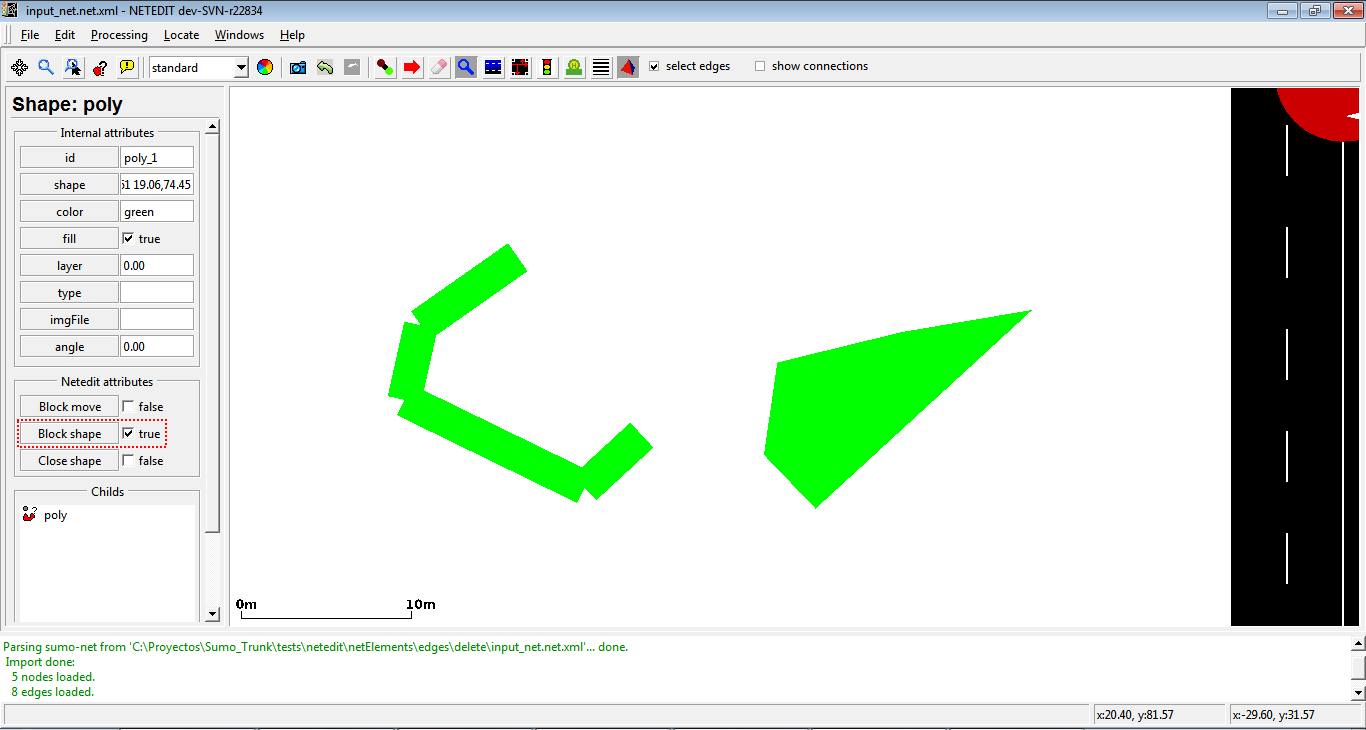 input_net.net.xml - NETEDIT dev-SVN-r22834
File Edit Processing Locate Windows Help
standard select edges show connections
Shape: poly
Internal attributes
id poly_1
shape 51 19.06,74.45
color green
fill true
layer 0.00
type
imgFile
angle 0.00
Netedit attributes
Block move false
Block shape true
Close shape false
Childs
poly
0m 10m
Parsing sumo-net from 'C:\Proyectos\Sumo_Trunk\tests\netedit\netElements\edges\delete\input_net.net.xml'... done.
Import done:
5 nodes loaded.
8 edges loaded.
x:20.40, y:81.57 x:-29.60, y:31.57